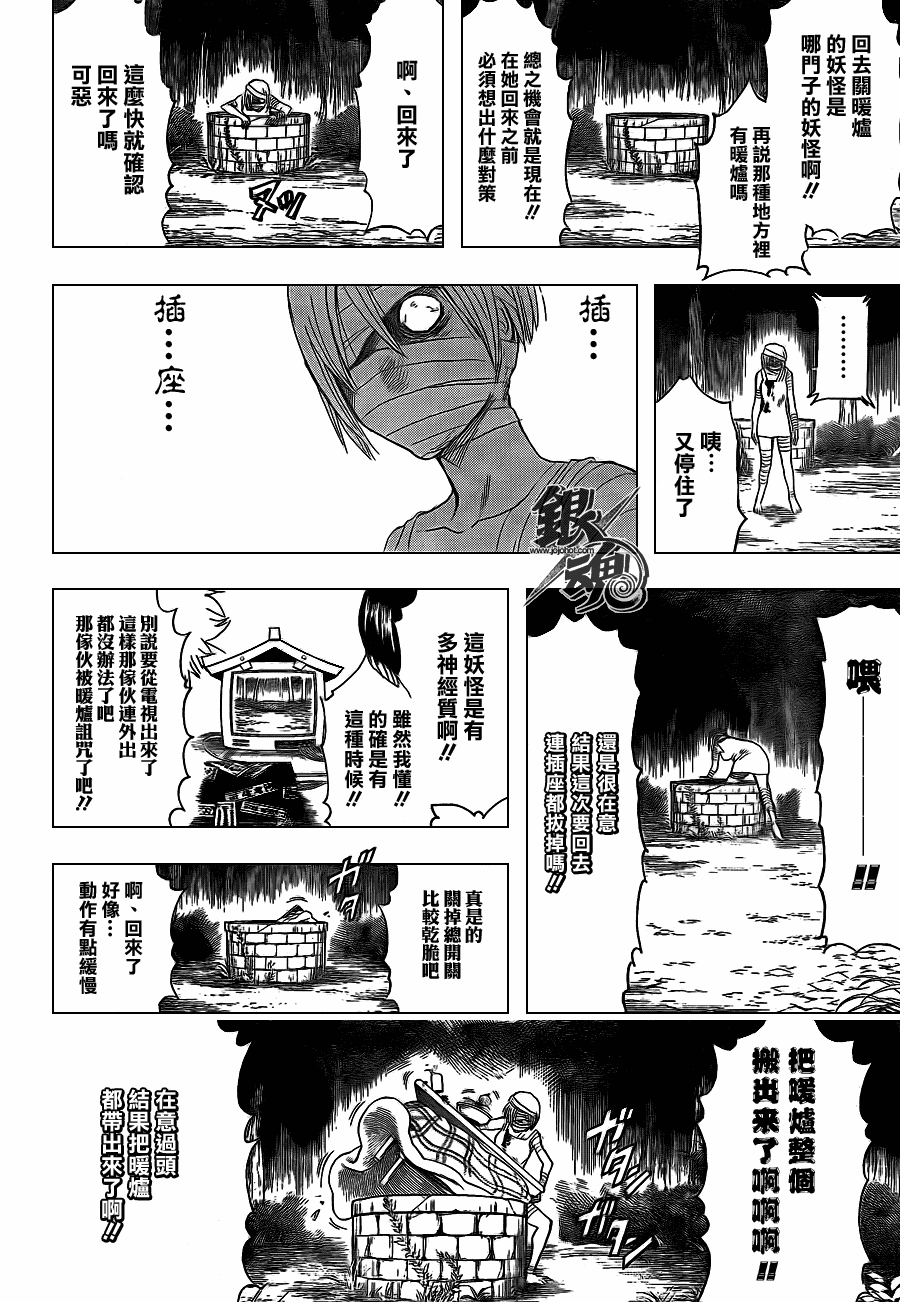 回去關暖爐
的妖怪是
哪門子的妖怪啊!!
再說那種地方裡
有暖爐嗎
總之機會就是現在!!
在她回來之前
必須想出什麼對策
啊、回來了
這麼快就確認
回來了嗎
可惡
……
咦…
又停住了
插…
插…座…
銀魂
www.jojohot.com
喂——!!
還是很在意
結果這次要回去
連插座都拔掉嗎!!
這妖怪是有
多神經質啊!!
雖然我懂!!
的確是有
這種時候!!
別說要從電視出來了
這樣那傢伙連外出
都沒辦法了吧
那傢伙被暖爐詛咒了吧!!
真是的
關掉總開關
比較乾脆吧
ガタ
啊、回來了
好像…
動作有點緩慢
把暖爐整個
搬出來了啊啊啊!!
ガタ
ガタン
在意過頭
結果把暖爐
都帶出來了啊!!